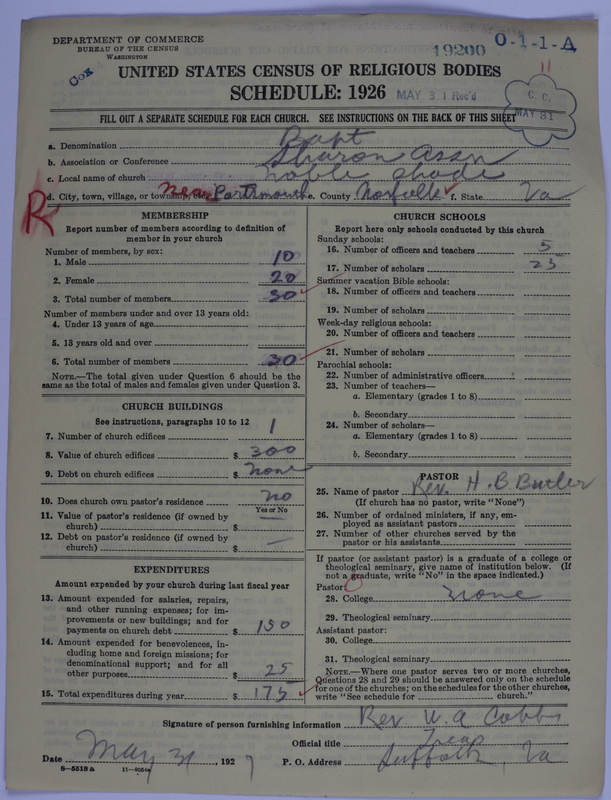 DEPARTMENT OF COMMERCE
BUREAU OF THE CENSUS
WASHINGTON
19200
O-1-1-A
Cox
UNITED STATES CENSUS OF RELIGIOUS BODIES
SCHEDULE: 1926
MAY 31 Rec'd
C. C.
MAY 31
FILL OUT A SEPARATE SCHEDULE FOR EACH CHURCH. SEE INSTRUCTIONS ON THE BACK OF THIS SHEET
a. Denomination Bapt
b. Association or Conference Sharon Assn
c. Local name of church noble shade
d. City, town, village, or township near Portsmouth e. County Norfolk f. State Va
R
MEMBERSHIP
Report number of members according to definition of member in your church
Number of members, by sex:
1. Male 10
2. Female 20
3. Total number of members 30
Number of members under and over 13 years old:
4. Under 13 years of age
5. 13 years old and over
6. Total number of members 30
NOTE.—The total given under Question 6 should be the same as the total of males and females given under Question 3.
CHURCH BUILDINGS
See instructions, paragraphs 10 to 12
7. Number of church edifices 1
8. Value of church edifices $ 300
9. Debt on church edifices $ none
10. Does church own pastor's residence no
Yes or No
11. Value of pastor's residence (if owned by church) $ —
12. Debt on pastor's residence (if owned by church) $ —
EXPENDITURES
Amount expended by your church during last fiscal year
13. Amount expended for salaries, repairs, and other running expenses; for improvements or new buildings; and for payments on church debt $ 150
14. Amount expended for benevolences, including home and foreign missions; for denominational support; and for all other purposes $ 25
15. Total expenditures during year $ 175
CHURCH SCHOOLS
Report here only schools conducted by this church
Sunday schools:
16. Number of officers and teachers 5
17. Number of scholars 25
Summer vacation Bible schools:
18. Number of officers and teachers
19. Number of scholars
Week-day religious schools:
20. Number of officers and teachers
21. Number of scholars
Parochial schools:
22. Number of administrative officers
23. Number of teachers—
a. Elementary (grades 1 to 8)
b. Secondary
24. Number of scholars—
a. Elementary (grades 1 to 8)
b. Secondary
PASTOR
25. Name of pastor Rev. H. B Butler
(If church has no pastor, write "None")
26. Number of ordained ministers, if any, employed as assistant pastors
27. Number of other churches served by the pastor or his assistants
If pastor (or assistant pastor) is a graduate of a college or theological seminary, give name of institution below. (If not a graduate, write "No" in the space indicated.)
Pastor:
28. College none
29. Theological seminary
Assistant pastor:
30. College
31. Theological seminary
NOTE.—Where one pastor serves two or more churches, Questions 28 and 29 should be answered only on the schedule for one of the churches; on the schedules for the other churches, write "See schedule for church."
Signature of person furnishing information Rev. W. A Cobbs
Official title
Date May 31, 1927 P. O. Address Suffolk Va
8—5518a 11—9054a